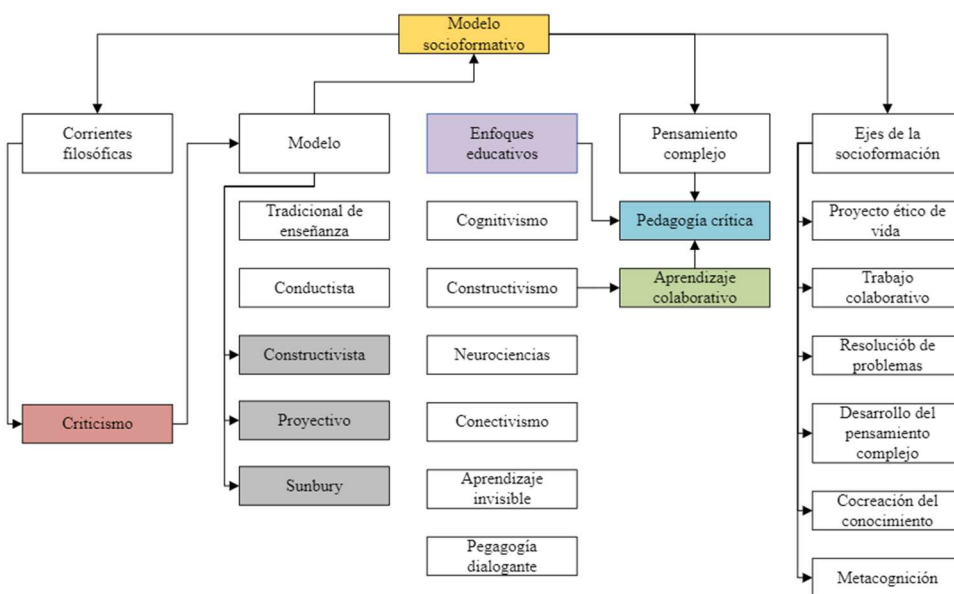 Modelo
socioformativo
Corrientes
filosóficas
Modelo
Enfoques
educativos
Pensamiento
complejo
Ejes de la
socioformación
Tradicional de
enseñanza
Cognitivismo
Pedagogía crítica
Proyecto ético de
vida
Conductista
Constructivismo
Aprendizaje
colaborativo
Trabajo
colaborativo
Constructivista
Neurociencias
Resoluciób de
problemas
Criticismo
Proyectivo
Conectivismo
Desarrollo del
pensamiento
complejo
Sunbury
Aprendizaje
invisible
Cocreación del
conocimiento
Pegagogía
dialogante
Metacognición